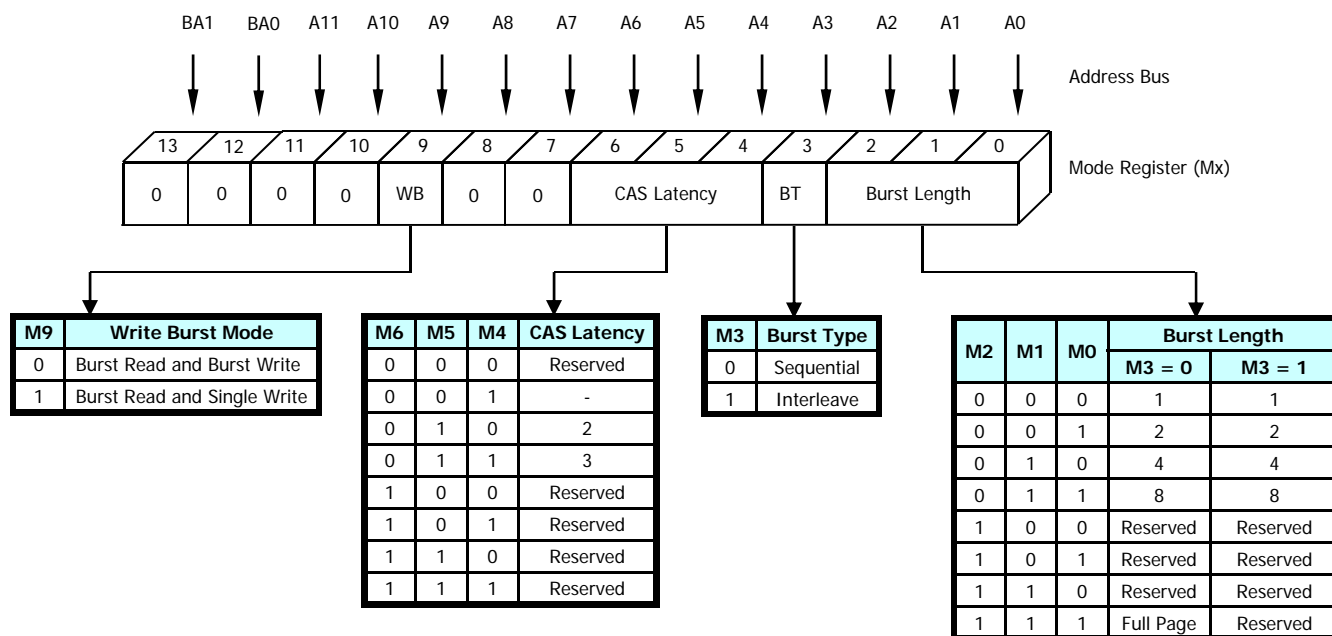 BA1 BA0 A11 A10 A9 A8 A7 A6 A5 A4 A3 A2 A1 A0
Address Bus
13 12 11 10 9 8 7 6 5 4 3 2 1 0
Mode Register (Mx)
0 0 0 0 WB 0 0 CAS Latency BT Burst Length
M9 Write Burst Mode
0 Burst Read and Burst Write
1 Burst Read and Single Write
M6 M5 M4 CAS Latency
0 0 0 Reserved
0 0 1 -
0 1 0 2
0 1 1 3
1 0 0 Reserved
1 0 1 Reserved
1 1 0 Reserved
1 1 1 Reserved
M3 Burst Type
0 Sequential
1 Interleave
M2 M1 M0 Burst Length
M3 = 0 M3 = 1
0 0 0 1 1
0 0 1 2 2
0 1 0 4 4
0 1 1 8 8
1 0 0 Reserved Reserved
1 0 1 Reserved Reserved
1 1 0 Reserved Reserved
1 1 1 Full Page Reserved